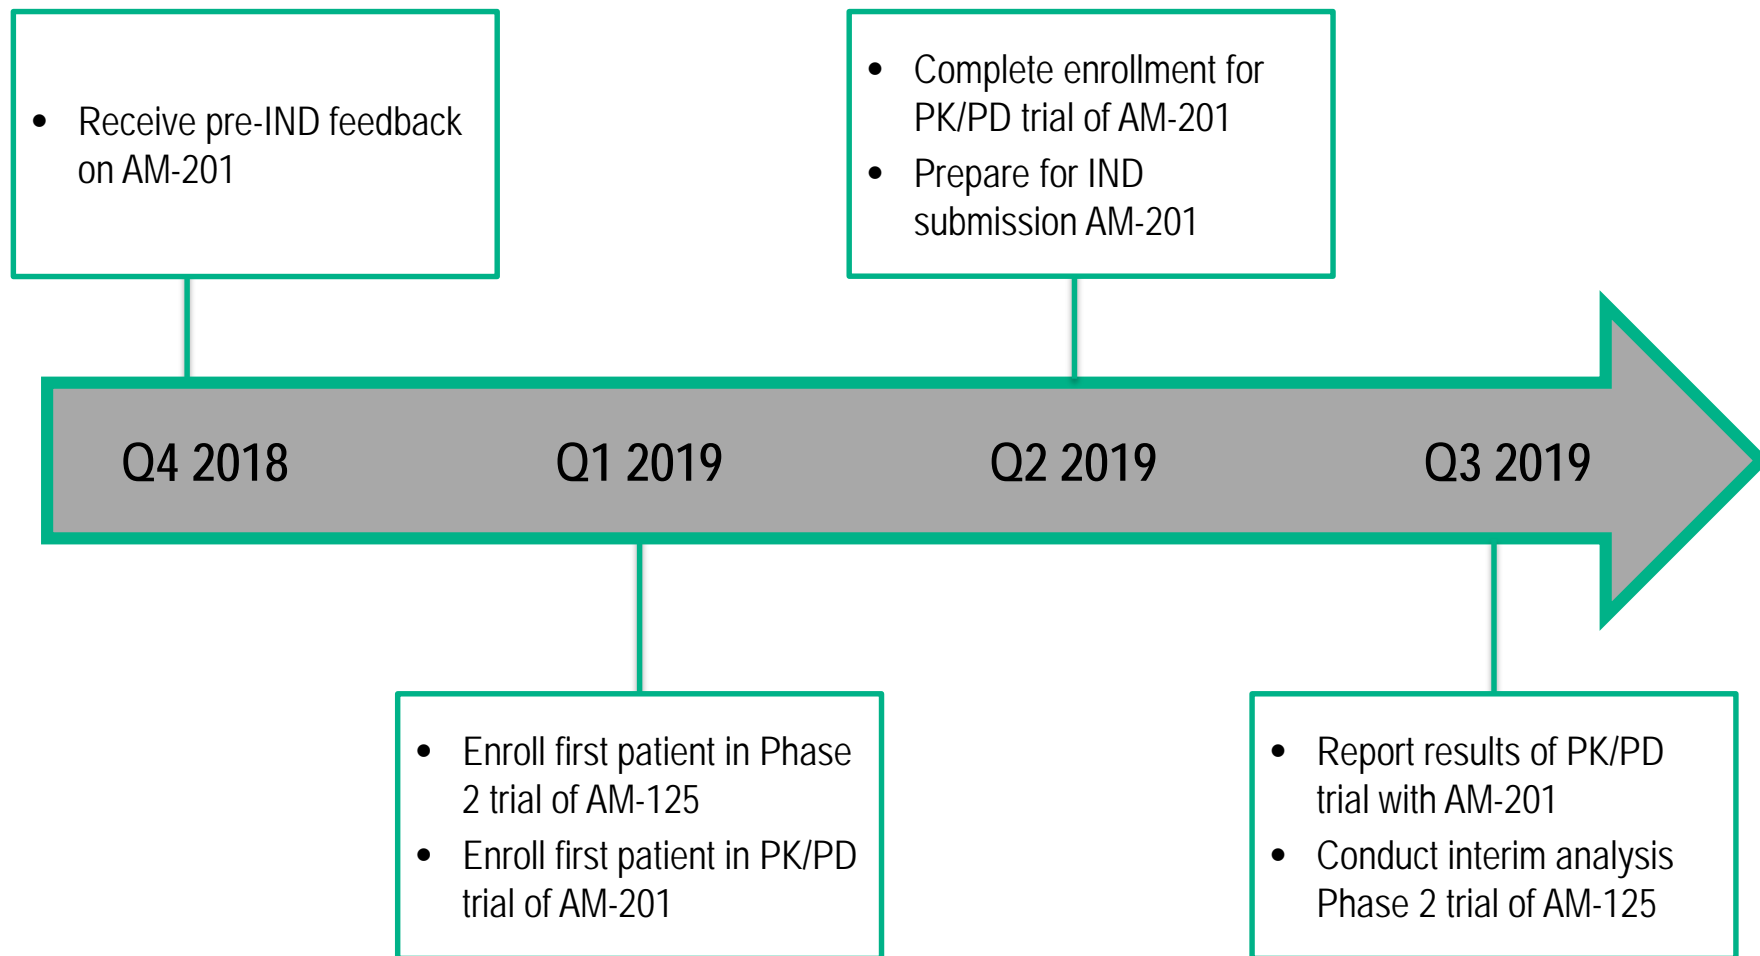 • Receive pre-IND feedback
on AM-201
• Complete enrollment for
PK/PD trial of AM-201
• Prepare for IND
submission AM-201
Q4 2018
Q1 2019
Q2 2019
Q3 2019
• Enroll first patient in Phase
2 trial of AM-125
• Enroll first patient in PK/PD
trial of AM-201
• Report results of PK/PD
trial with AM-201
• Conduct interim analysis
Phase 2 trial of AM-125